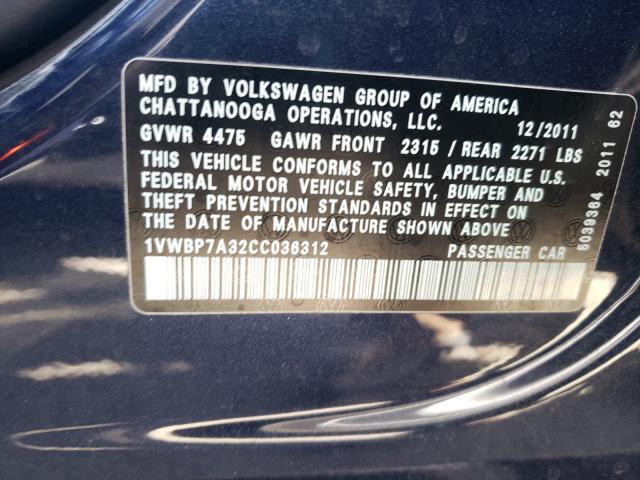 MFD BY VOLKSWAGEN GROUP OF AMERICA
CHATTANOOGA OPERATIONS, LLC. 12/2011
GVWR 4475 GAWR FRONT 2315 / REAR 2271 LBS
THIS VEHICLE CONFORMS TO ALL APPLICABLE U.S.
FEDERAL MOTOR VEHICLE SAFETY, BUMPER AND
THEFT PREVENTION STANDARDS IN EFFECT ON
THE DATE OF MANUFACTURE SHOWN ABOVE
1VWBP7A32CC036312 PASSENGER CAR
5039364 2011 62